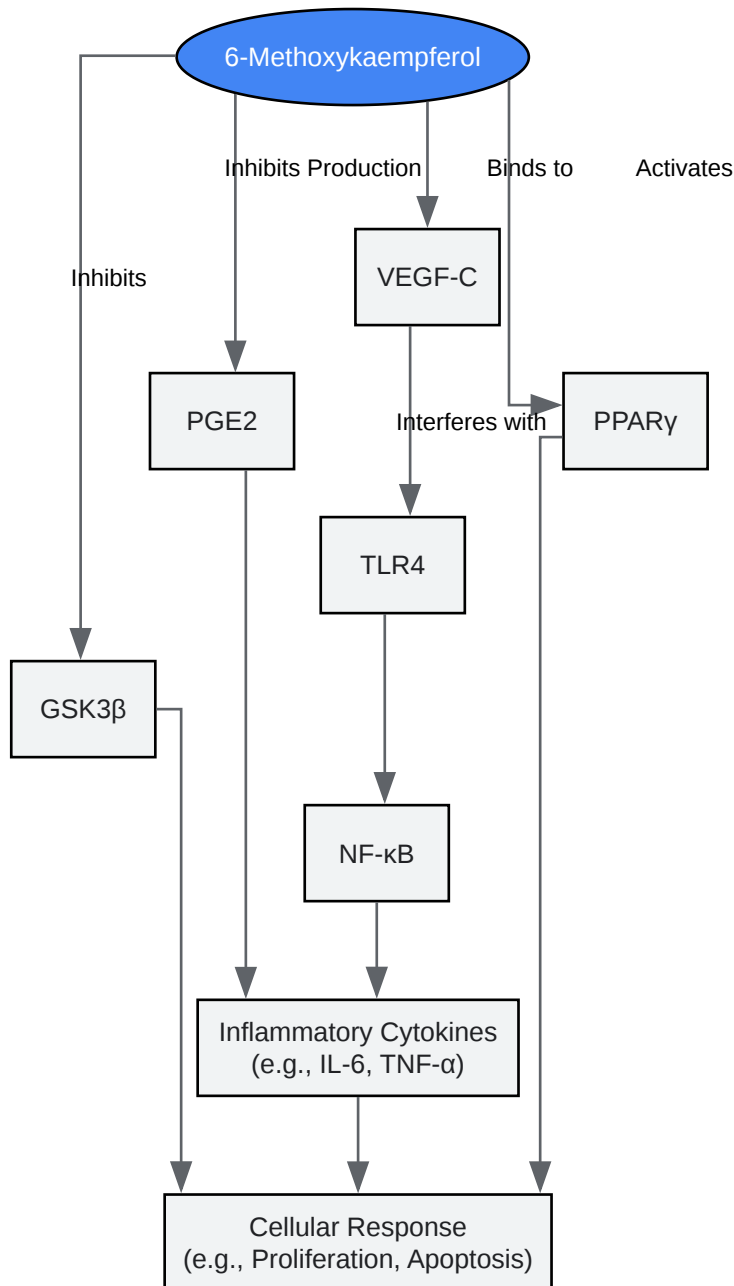 6-Methoxykaempferol
Inhibits Production
Binds to
Activates
VEGF-C
Inhibits
PGE2
Interferes with
PPARγ
TLR4
GSK3β
NF-κB
Inflammatory Cytokines
(e.g., IL-6, TNF-α)
Cellular Response
(e.g., Proliferation, Apoptosis)